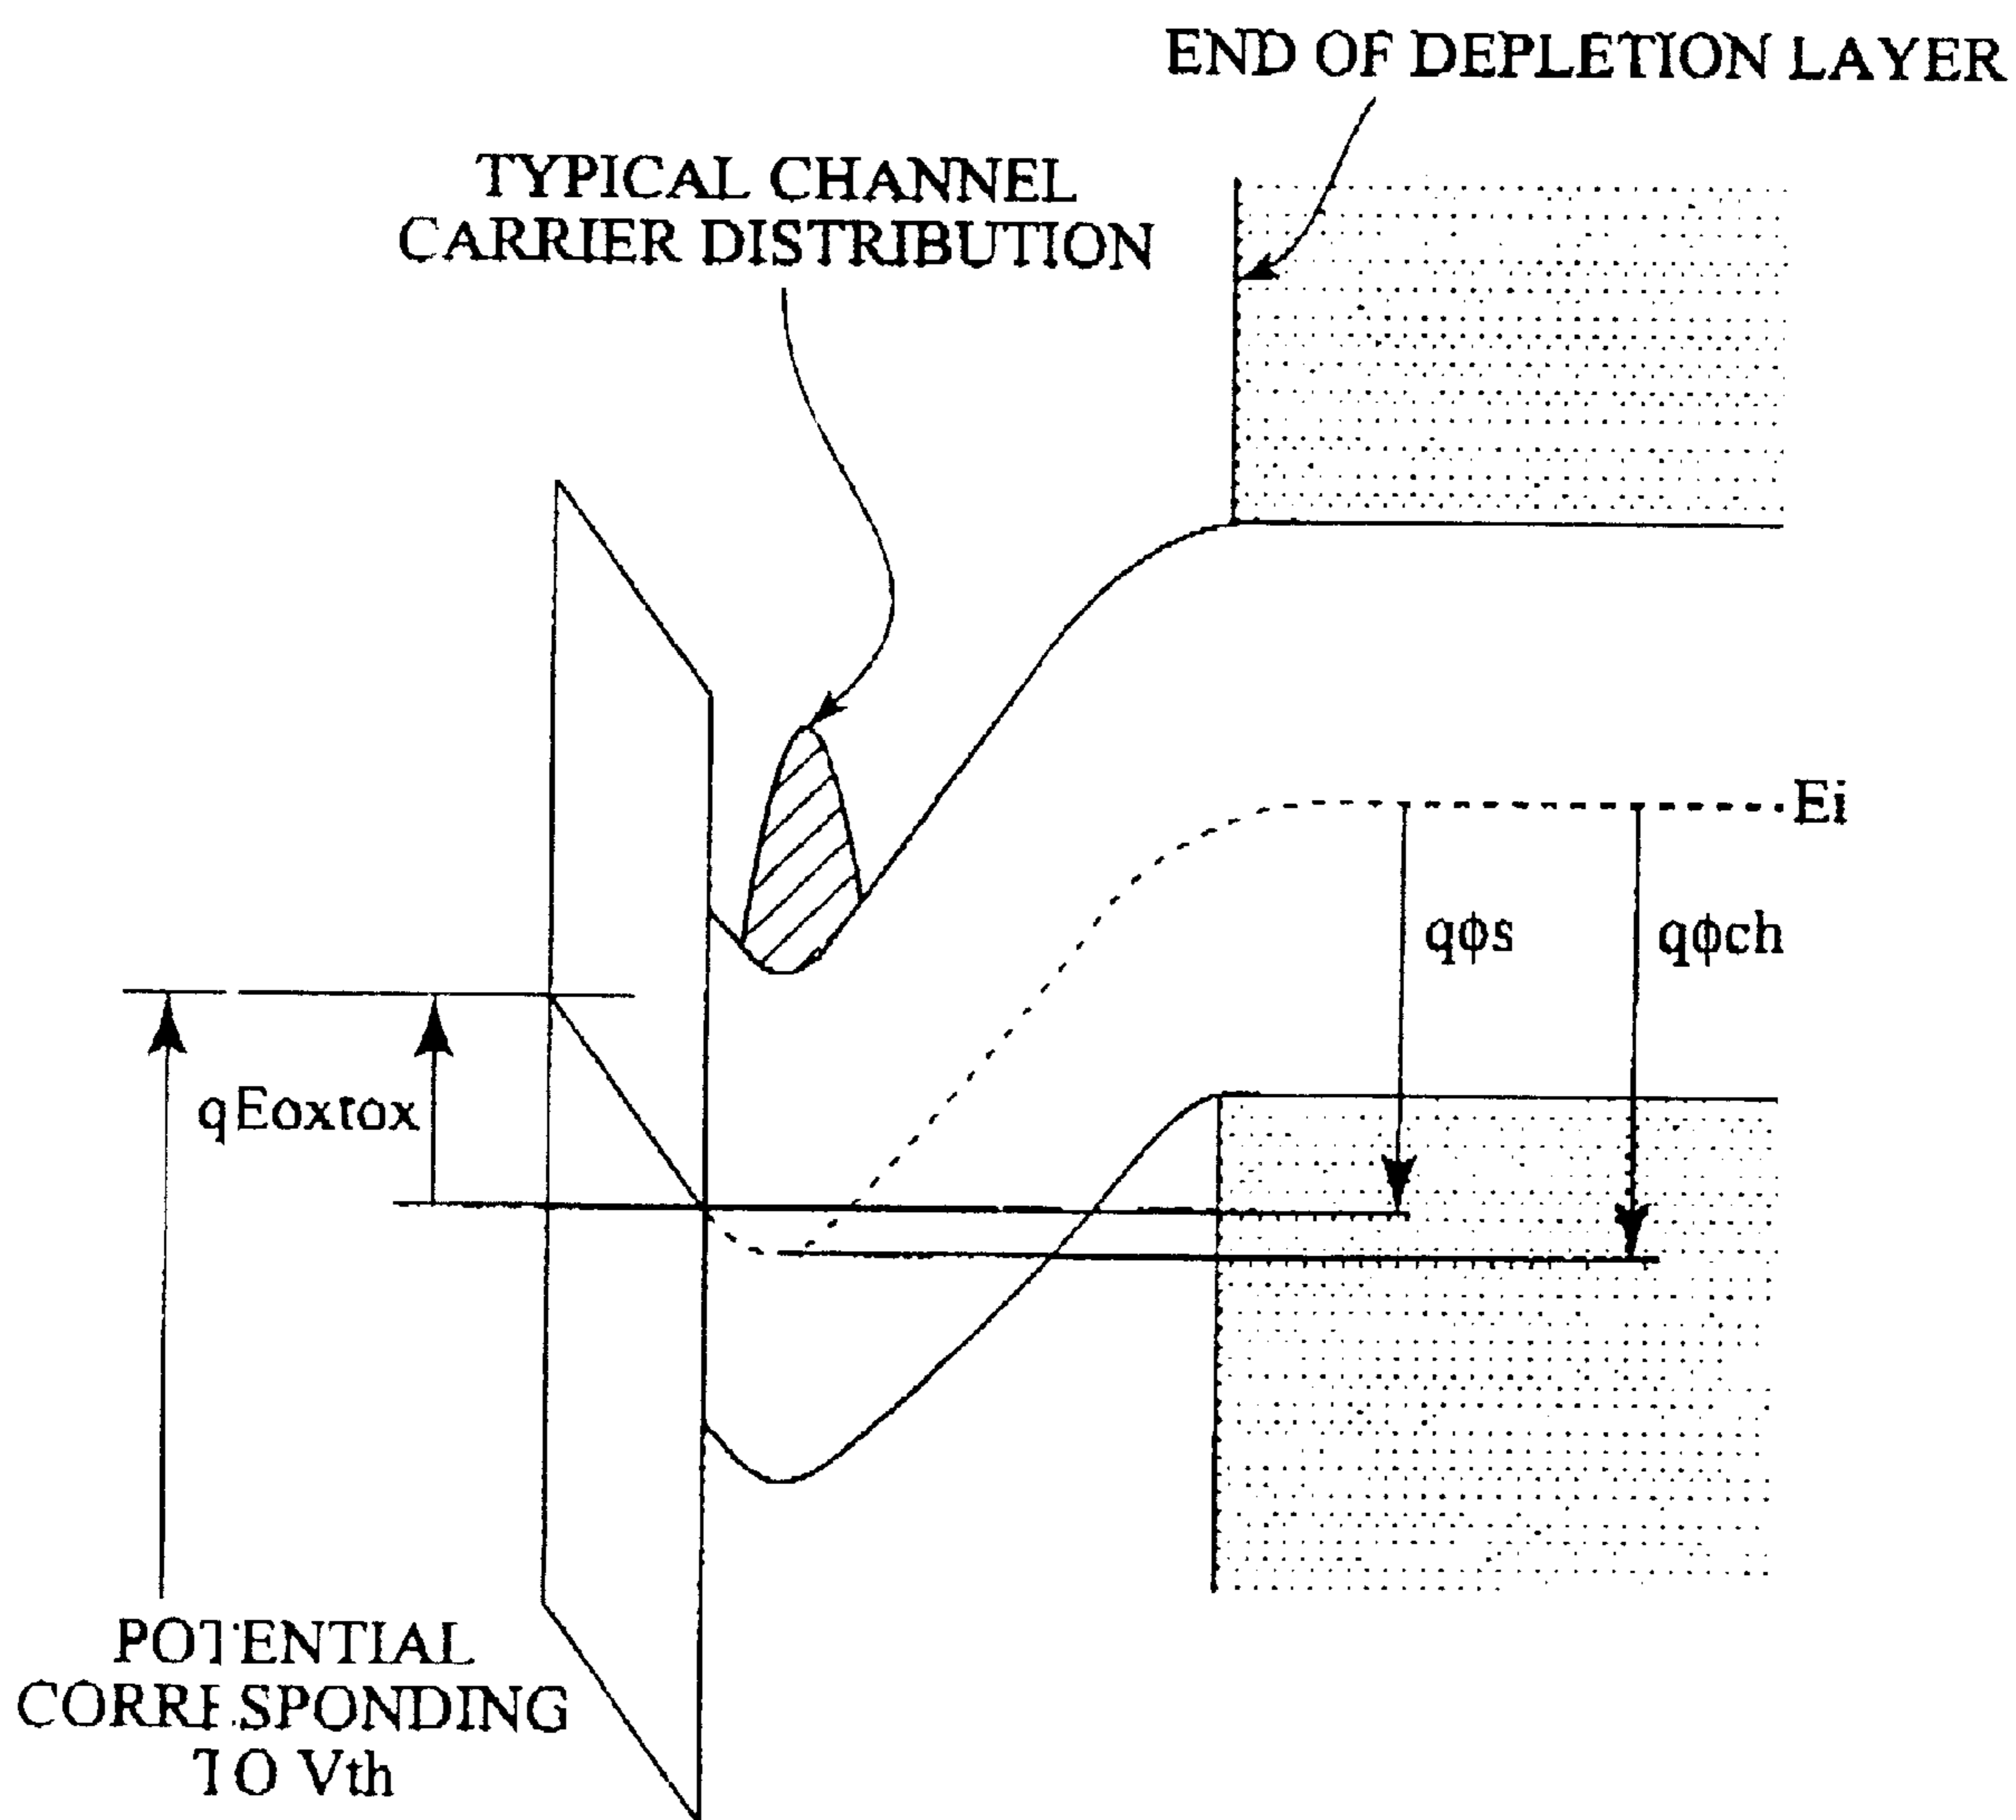 END OF DEPLETION LAYER
TYPICAL CHANNEL
CARRIER DISTRIBUTION
Ei
qϕs
qϕch
qEoxtox
POTENTIAL
CORRESPONDING
TO Vth